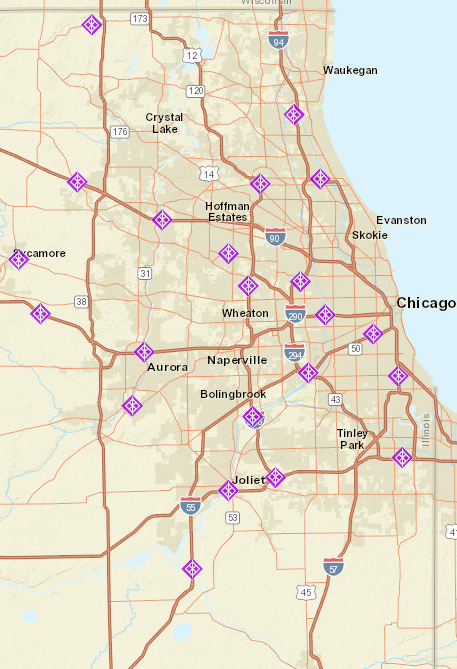 Wisconsin
173
94
12
Waukegan
120
Crystal
Lake
176
14
Hoffman
Estates
Evanston
Skokie
90
Sycamore
31
38
Chicago
290
Wheaton
294
50
Naperville
Aurora
Bolingbrook
43
Illinois
Tinley
Park
Joliet
55
53
41
57
45